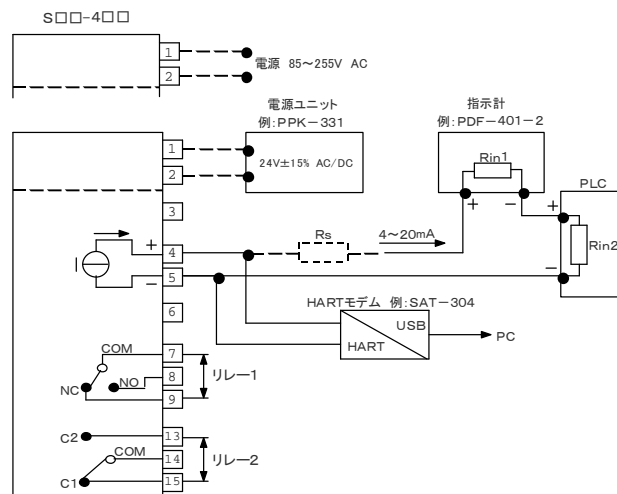 S□□-4□□
1
2
電源 85～255V AC
電源ユニット
例:PPK-331
指示計
例:PDF-401-2
1
2
24V±15% AC/DC
Rin1
PLC
3
+
-
+
Rs
4～20mA
Rin2
I
+
4
-
5
-
HARTモデム 例:SAT-304
6
USB
HART
PC
COM
7
8
NO
NC
9
リレー1
C2
13
COM
14
リレー2
C1
15